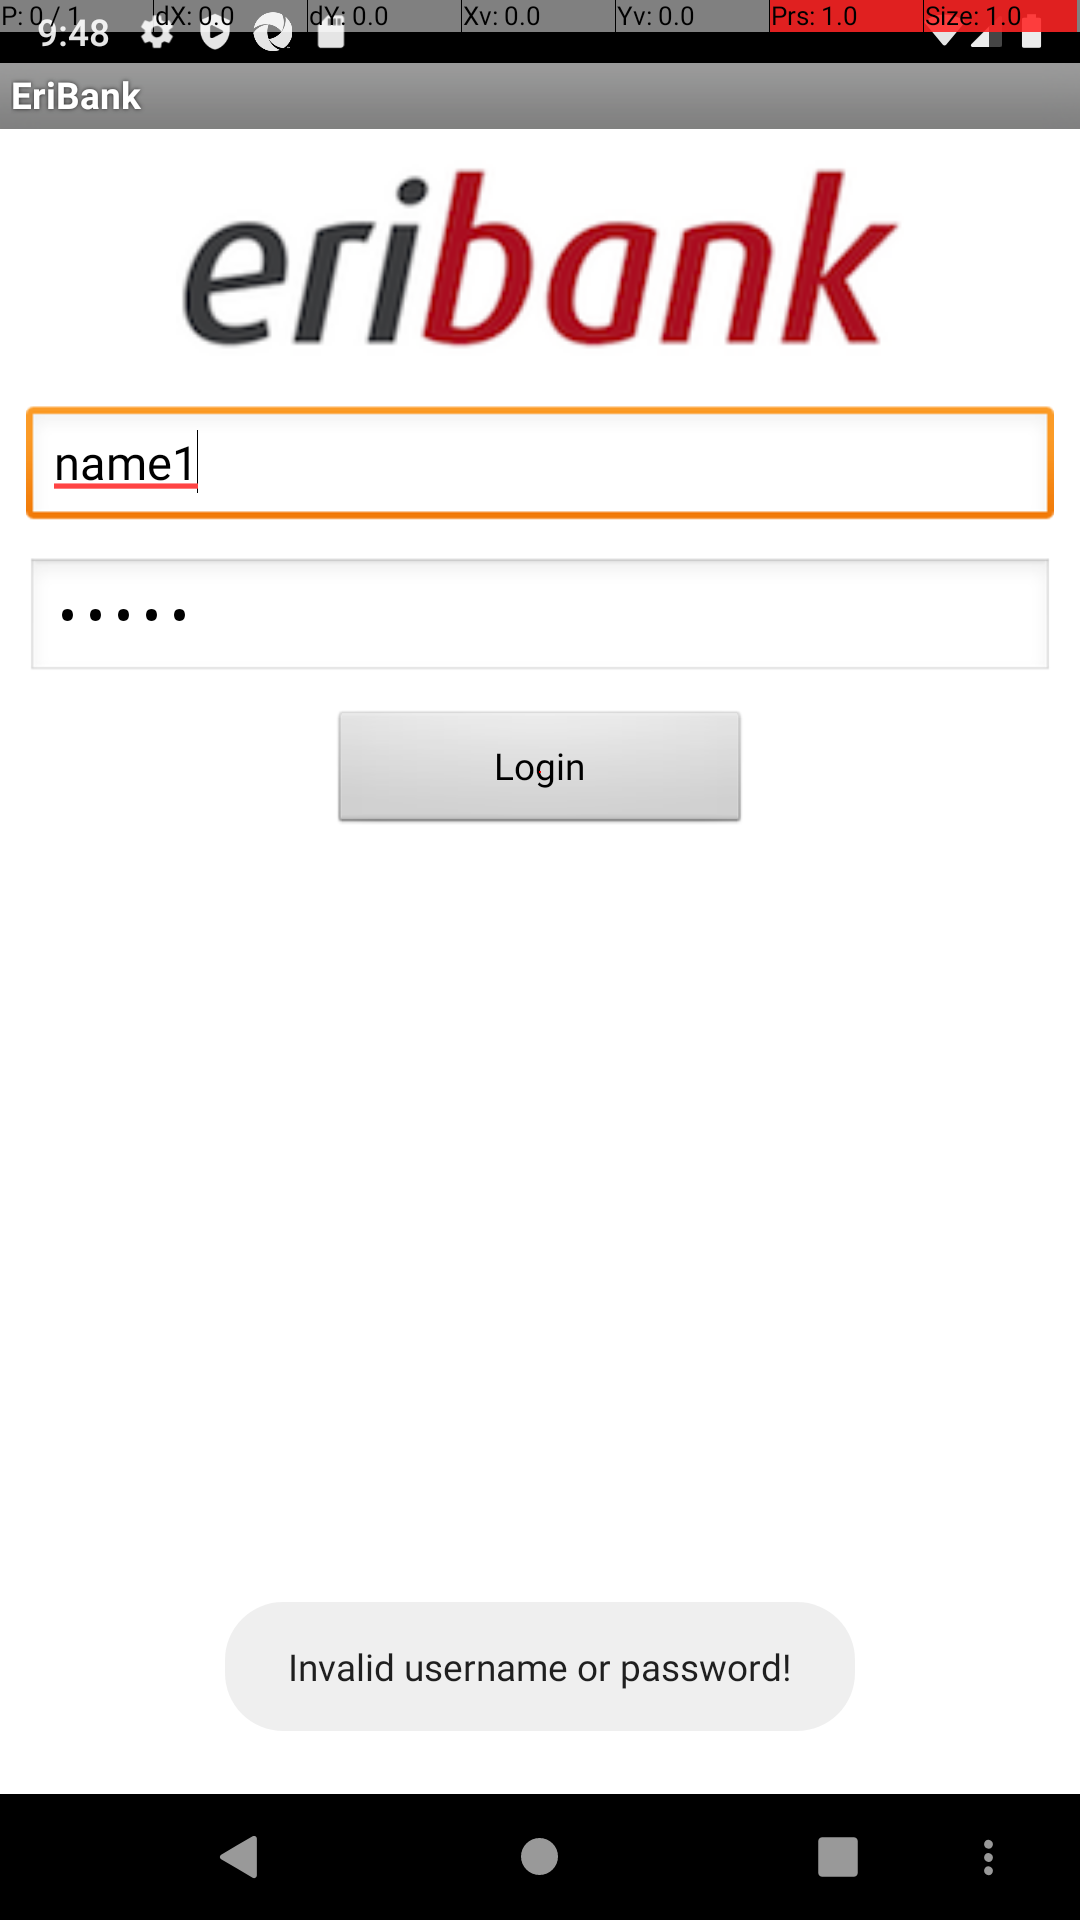 P: 0 / 1 dX: 0.0 dY: 0.0 Xv: 0.0 Yv: 0.0 Prs: 1.0 Size: 1.0
9:48
EriBank
eribank
name1
•••••
Login
Invalid username or password!